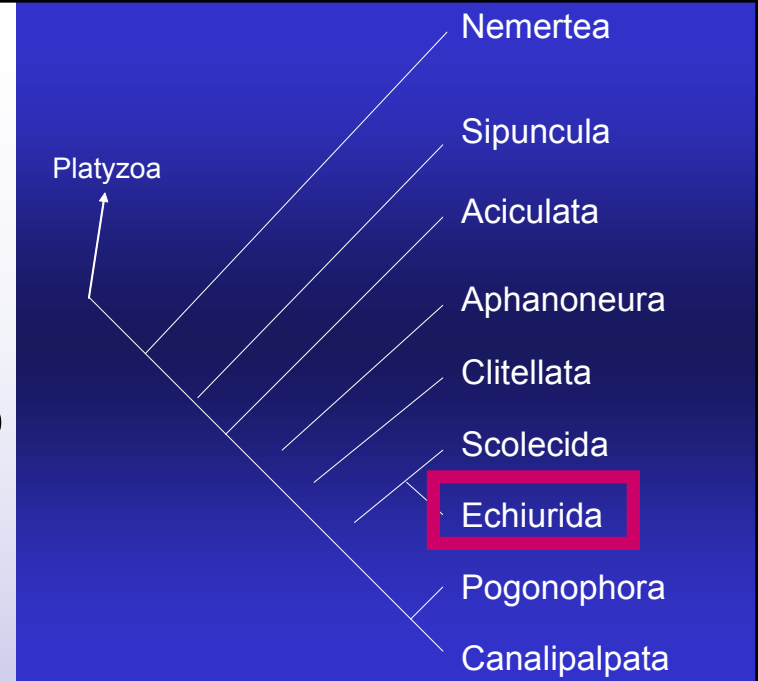 Nemertea
Sipuncula
Platyzoa
Aciculata
Aphanoneura
Clitellata
Scolecida
)
Echiurida
Pogonophora
Canalipalpata